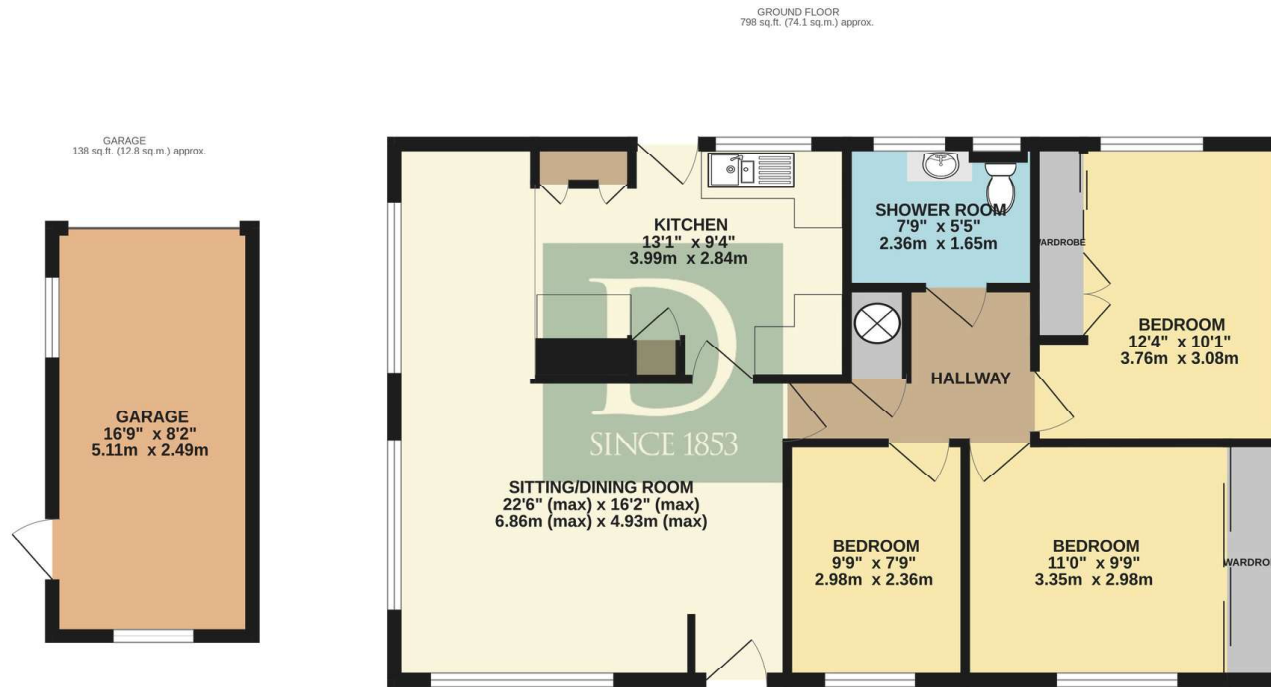 GROUND FLOOR
798 sq.ft. (74.1 sq.m.) approx.
GARAGE
138 sq.ft. (12.8 sq.m.) approx.
GARAGE
16'9" x 8'2"
5.11m x 2.49m
KITCHEN
13'1" x 9'4"
3.99m x 2.84m
SHOWER ROOM
7'9" x 5'5"
2.36m x 1.65m
WARDROBE
BEDROOM
12'4" x 10'1"
3.76m x 3.08m
HALLWAY
D
SINCE 1853
SITTING/DINING ROOM
22'6" (max) x 16'2" (max)
6.86m (max) x 4.93m (max)
BEDROOM
9'9" x 7'9"
2.98m x 2.36m
BEDROOM
11'0" x 9'9"
3.35m x 2.98m
WARDRO